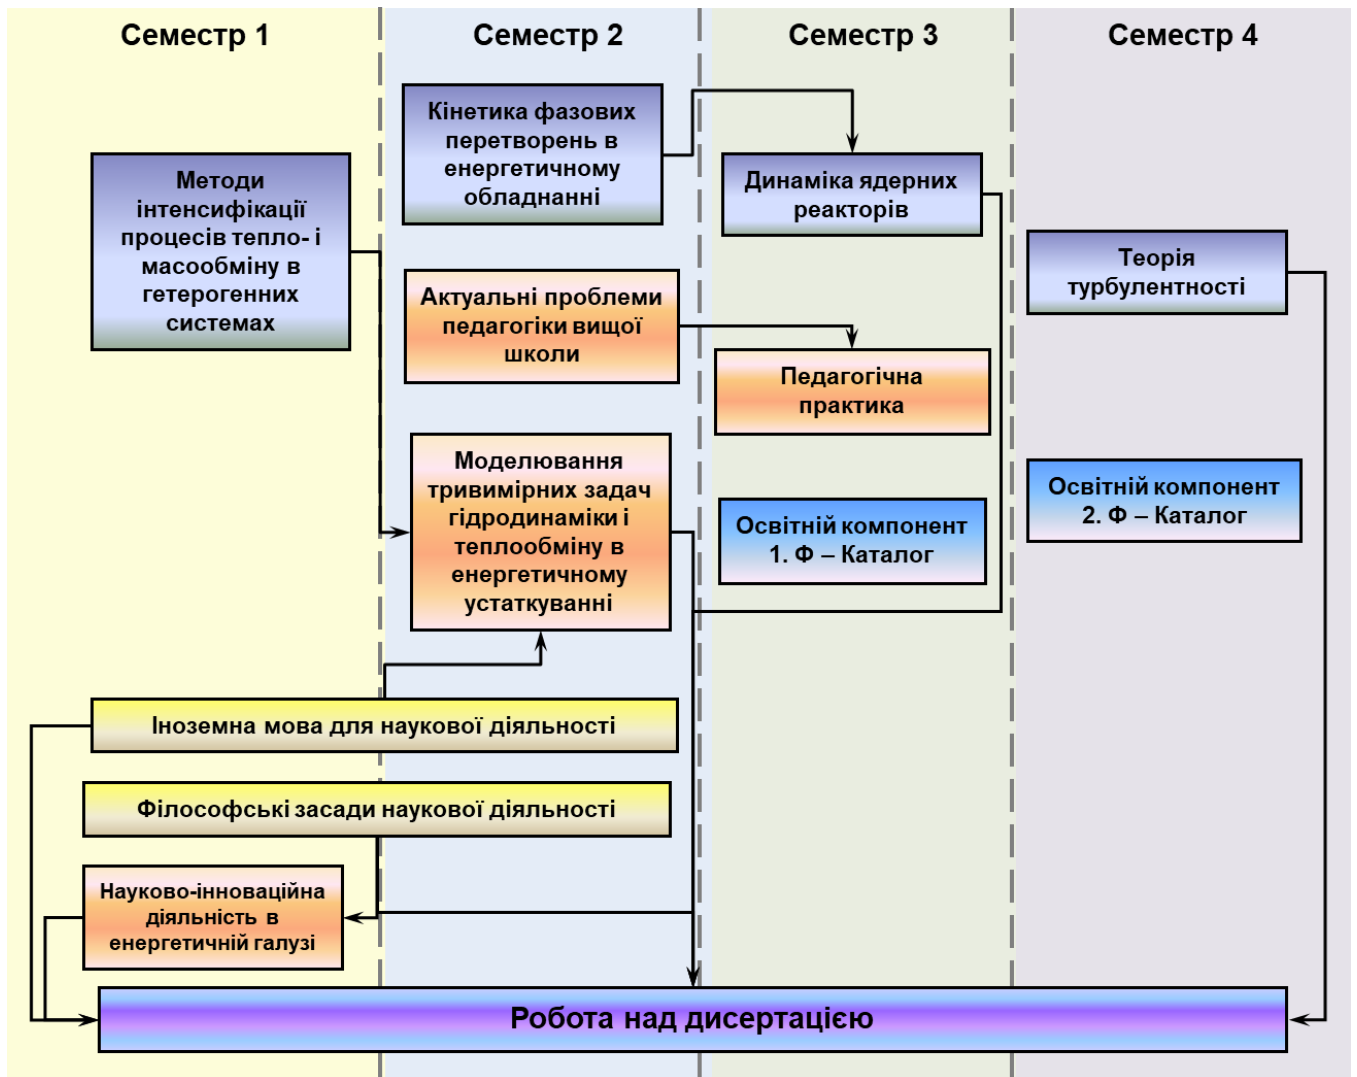 Семестр 1
Семестр 2
Семестр 3
Семестр 4
Методи
інтенсифікації
процесів тепло- і
масообміну в
гетерогенних
системах
Кінетика фазових
перетворень в
енергетичному
обладнанні
Актуальні проблеми
педагогіки вищої
школи
Моделювання
тривимірних задач
гідродинаміки і
теплообміну в
енергетичному
устаткуванні
Динаміка ядерних
реакторів
Педагогічна
практика
Освітній компонент
1. Ф – Каталог
Теорія
турбулентності
Освітній компонент
2. Ф – Каталог
Іноземна мова для наукової діяльності
Філософські засади наукової діяльності
Науково-інноваційна
діяльність в
енергетичній галузі
Робота над дисертацією